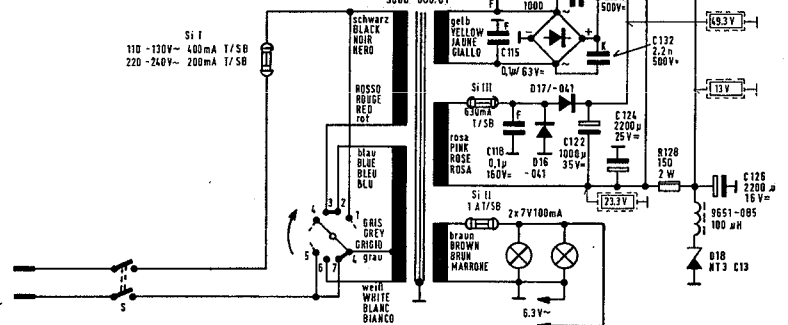 Si I
110 -130V~ 400mA T/SB
220 -240V~ 200mA T/SB
schwarz
BLACK
NOIR
NERO
ROSSO
ROUGE
RED
rot
blau
BLUE
BLEU
BLU
4
3
2
1
GRIS
GREY
GRIGIO
grau
5
6
7
4
weiß
WHITE
BLANC
BIANCO
S
gelb
YELLOW
JAUNE
GIALLO
F
1000
500V=
F
C115
0,1µ/63V=
~
~
+
K
C132
2,2n
500V=
49.3 V
13 V
Si III
630mA
T/SB
D17/-041
rosa
PINK
ROSE
ROSA
F
C118
0,1µ
160V=
D16
-041
C122
1000µ
35V=
C124
2200µ
25V=
R128
150
2 W
C126
2200µ
16V=
23.3 V
9651-085
100 µH
D18
NT3 C13
Si II
1 AT/SB
2x7V100mA
braun
BROWN
BRUN
MARRONE
6.3V~